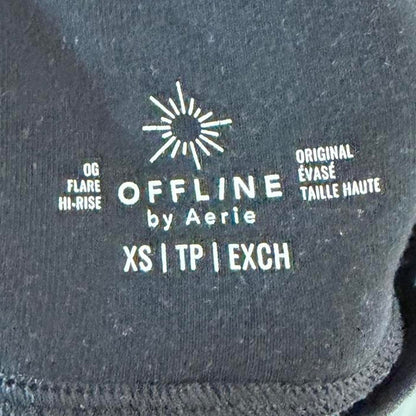 OG
FLARE
HI-RISE
OFFLINE
by Aerie
ORIGINAL
ÉVASÉ
TAILLE HAUTE
XS | TP | EXCH